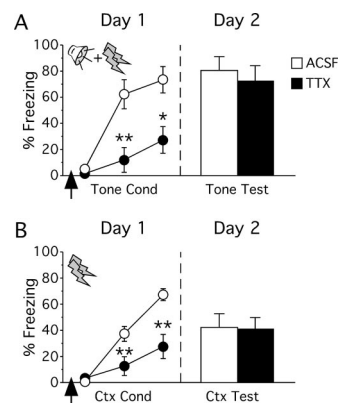 A
Day 1
Day 2
ACSF
TTX
100
80
60
40
20
0
% Freezing
+
**
*
Tone Cond
Tone Test
B
Day 1
Day 2
100
80
60
40
20
0
% Freezing
**
**
Ctx Cond
Ctx Test